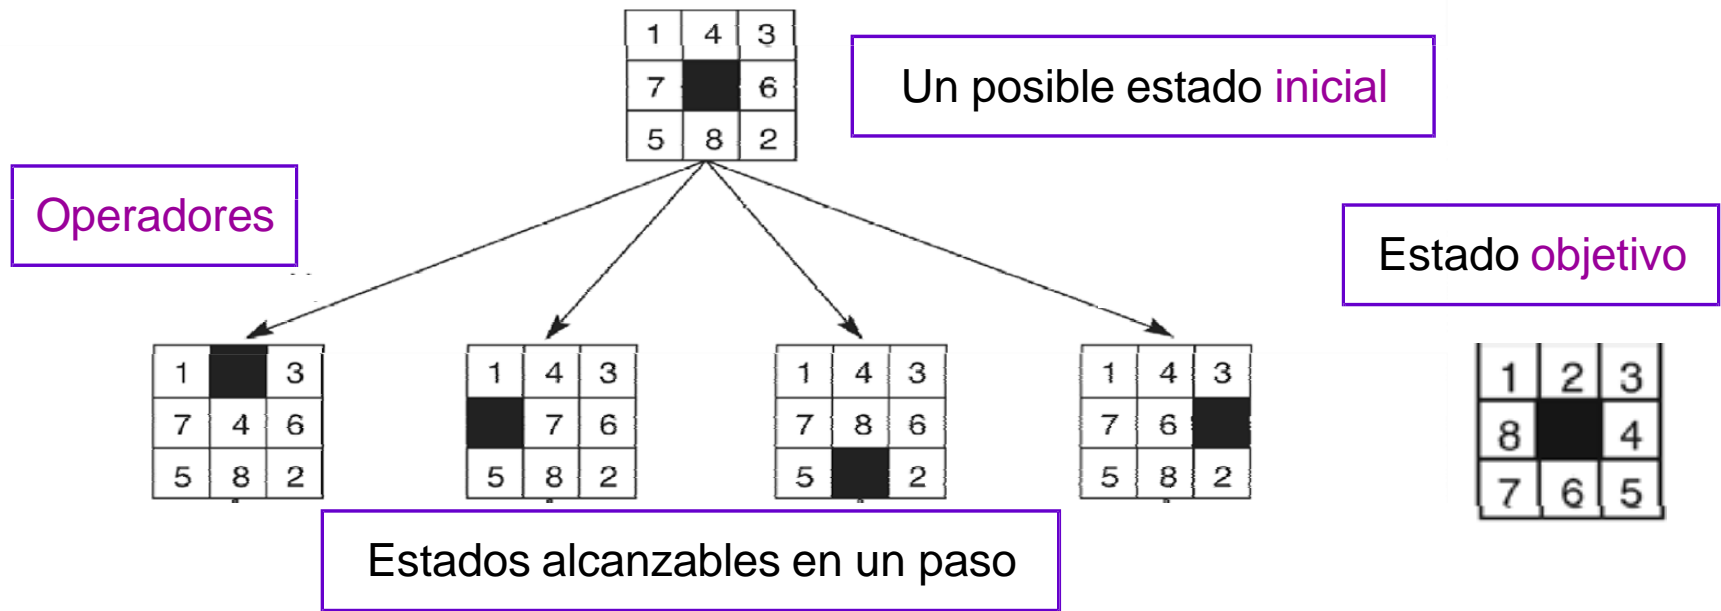 1 4 3
7 6
5 8 2
Un posible estado inicial
Operadores
Estado objetivo
1 3
7 4 6
5 8 2
1 4 3
7 6
5 8 2
1 4 3
7 8 6
5 2
1 4 3
7 6
5 8 2
1 2 3
8 4
7 6 5
Estados alcanzables en un paso